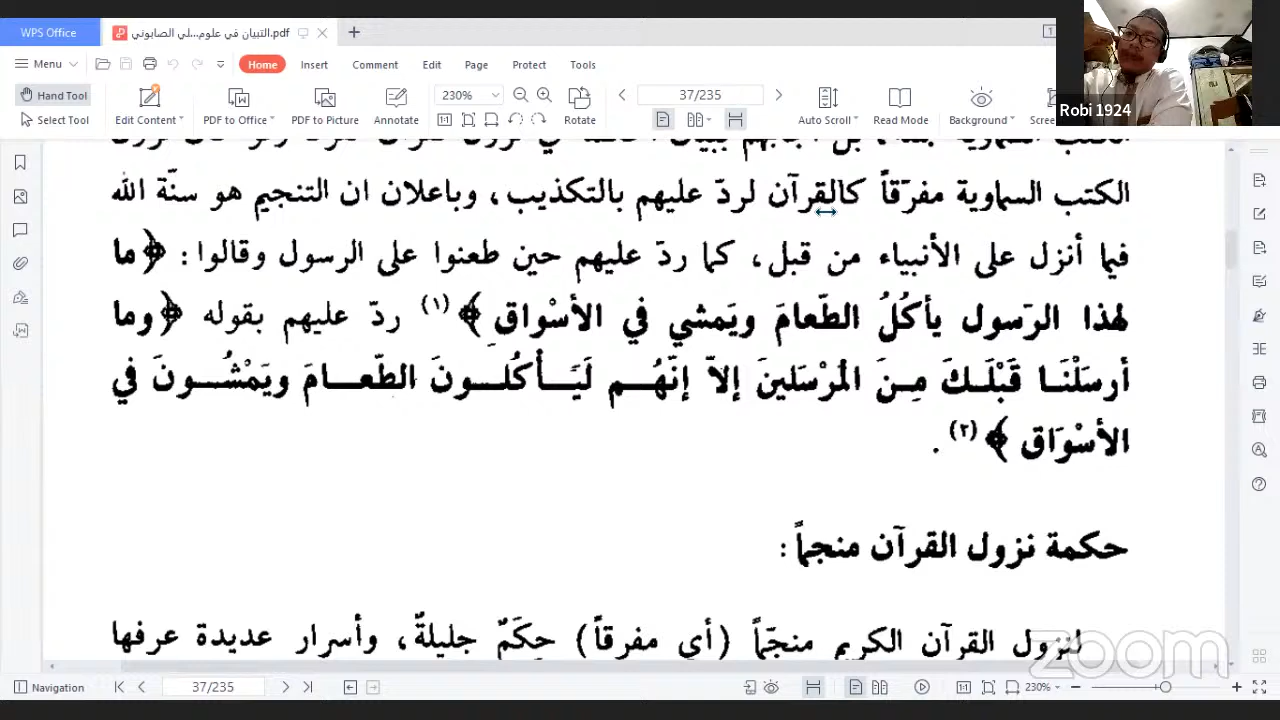 WPS Office
التبيان في علوم...لي الصابوني.pdf
Menu
Home
Insert
Comment
Edit
Page
Protect
Tools
Hand Tool
Select Tool
Edit Content
PDF to Office
PDF to Picture
Annotate
230%
Rotate
37/235
Auto Scroll
Read Mode
Background
Robi 1924
الكتب السماوية مفرّقاً كالقرآن لردّ عليهم بالتكذيب، وباعلان ان التنجيم هو سنّة الله
فيما أنزل على الأنبياء من قبل، كما ردّ عليهم حين طعنوا على الرسول وقالوا: ﴿ما
لهذا الرّسول يأكُلُ الطّعامَ ويَمشي في الأسْواقِ﴾ (١) ردّ عليهم بقوله ﴿وما
أرسَلْنَا قَبْلَكَ مِنَ المُرْسَلينَ إلاّ إنّهُم لَيَأكُلونَ الطّعامَ ويَمْشُونَ في
الأسْوَاق﴾ (٢).
حكمة نزول القرآن منجماً:
لنزول القرآن الكريم منجّماً (أي مفرقاً) حِكَمٌ جليلةٌ، وأسرار عديدة عرفها
zoom
Navigation
37/235
230%